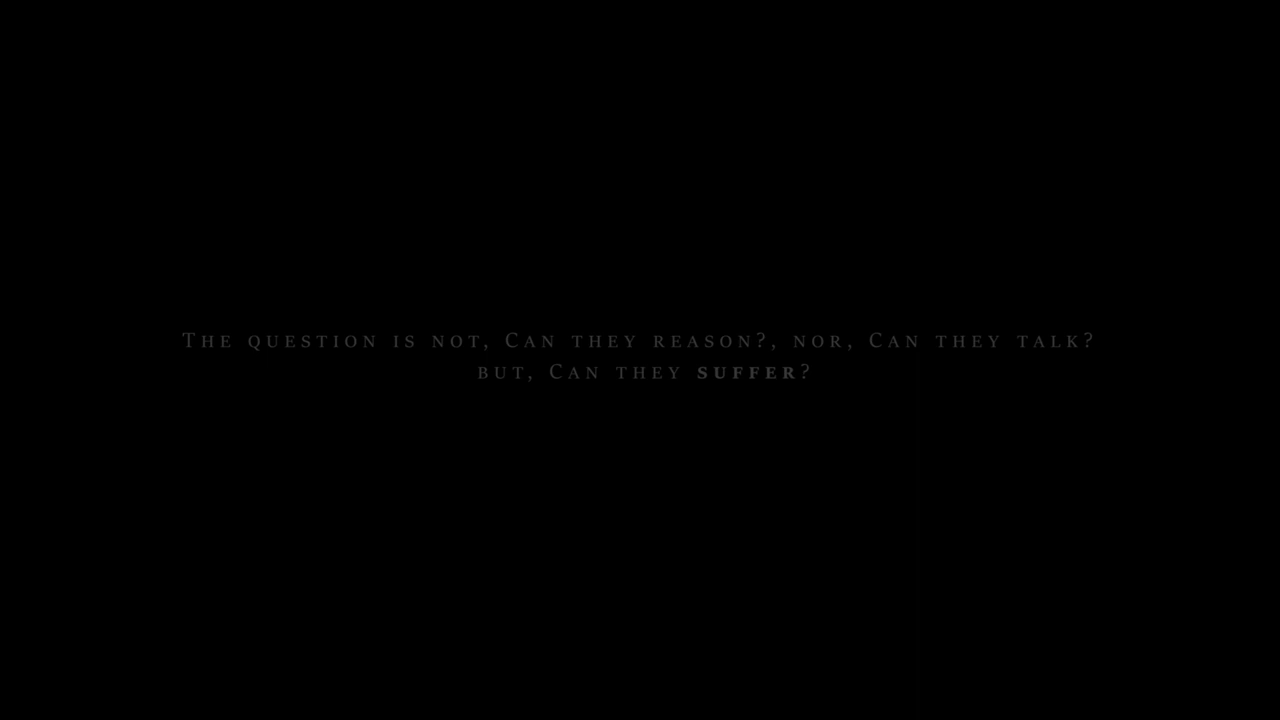 The question is not, Can they reason?, nor, Can they talk?
but, Can they suffer?